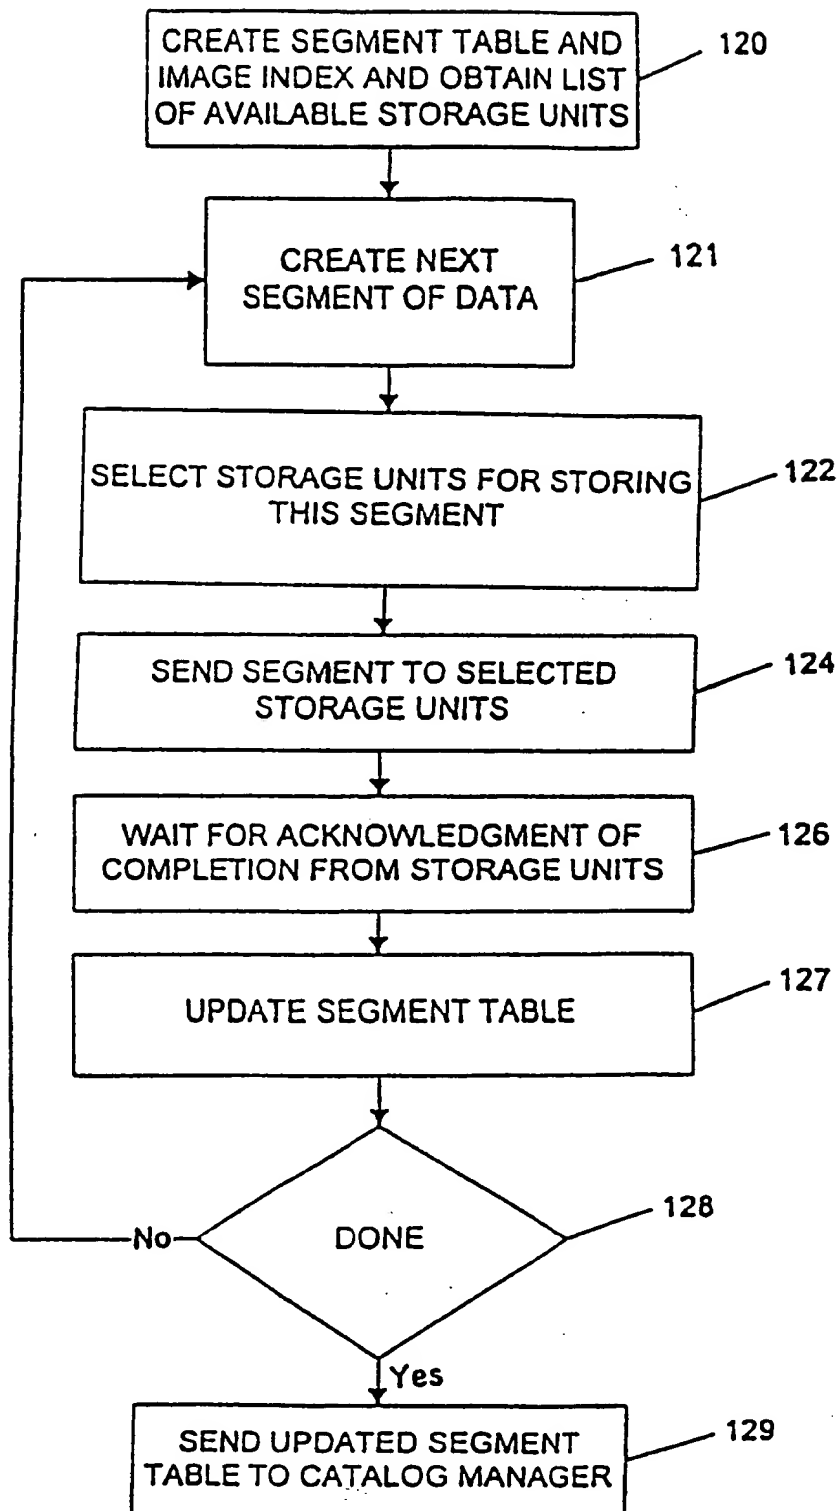 CREATE SEGMENT TABLE AND
IMAGE INDEX AND OBTAIN LIST
OF AVAILABLE STORAGE UNITS
120
CREATE NEXT
SEGMENT OF DATA
121
SELECT STORAGE UNITS FOR STORING
THIS SEGMENT
122
SEND SEGMENT TO SELECTED
STORAGE UNITS
124
WAIT FOR ACKNOWLEDGMENT OF
COMPLETION FROM STORAGE UNITS
126
UPDATE SEGMENT TABLE
127
DONE
128
No
Yes
SEND UPDATED SEGMENT
TABLE TO CATALOG MANAGER
129